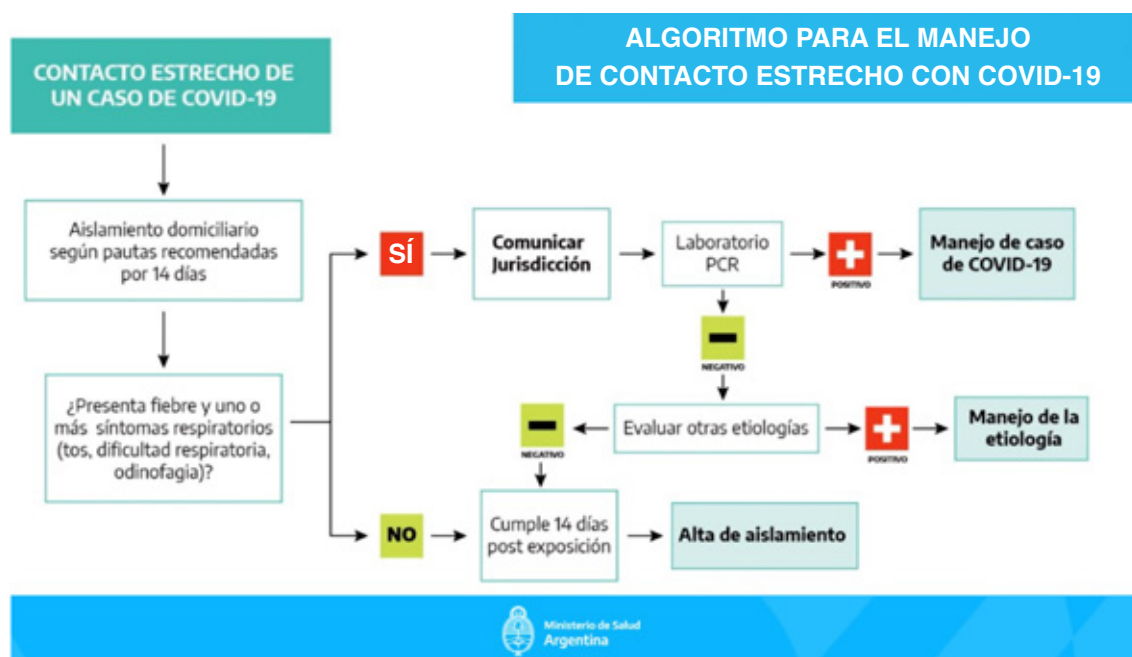 ALGORITMO PARA EL MANEJO
DE CONTACTO ESTRECHO CON COVID-19
CONTACTO ESTRECHO DE
UN CASO DE COVID-19
Aislamiento domiciliario
según pautas recomendadas
por 14 días
¿Presenta fiebre y uno o
más síntomas respiratorios
(tos, dificultad respiratoria,
odinofagia)?
SÍ
Comunicar
Jurisdicción
Laboratorio
PCR
POSITIVO
Manejo de caso
de COVID-19
NEGATIVO
Evaluar otras etiologías
POSITIVO
Manejo de la
etiología
NEGATIVO
NO
Cumple 14 días
post exposición
Alta de aislamiento
Ministerio de Salud
Argentina